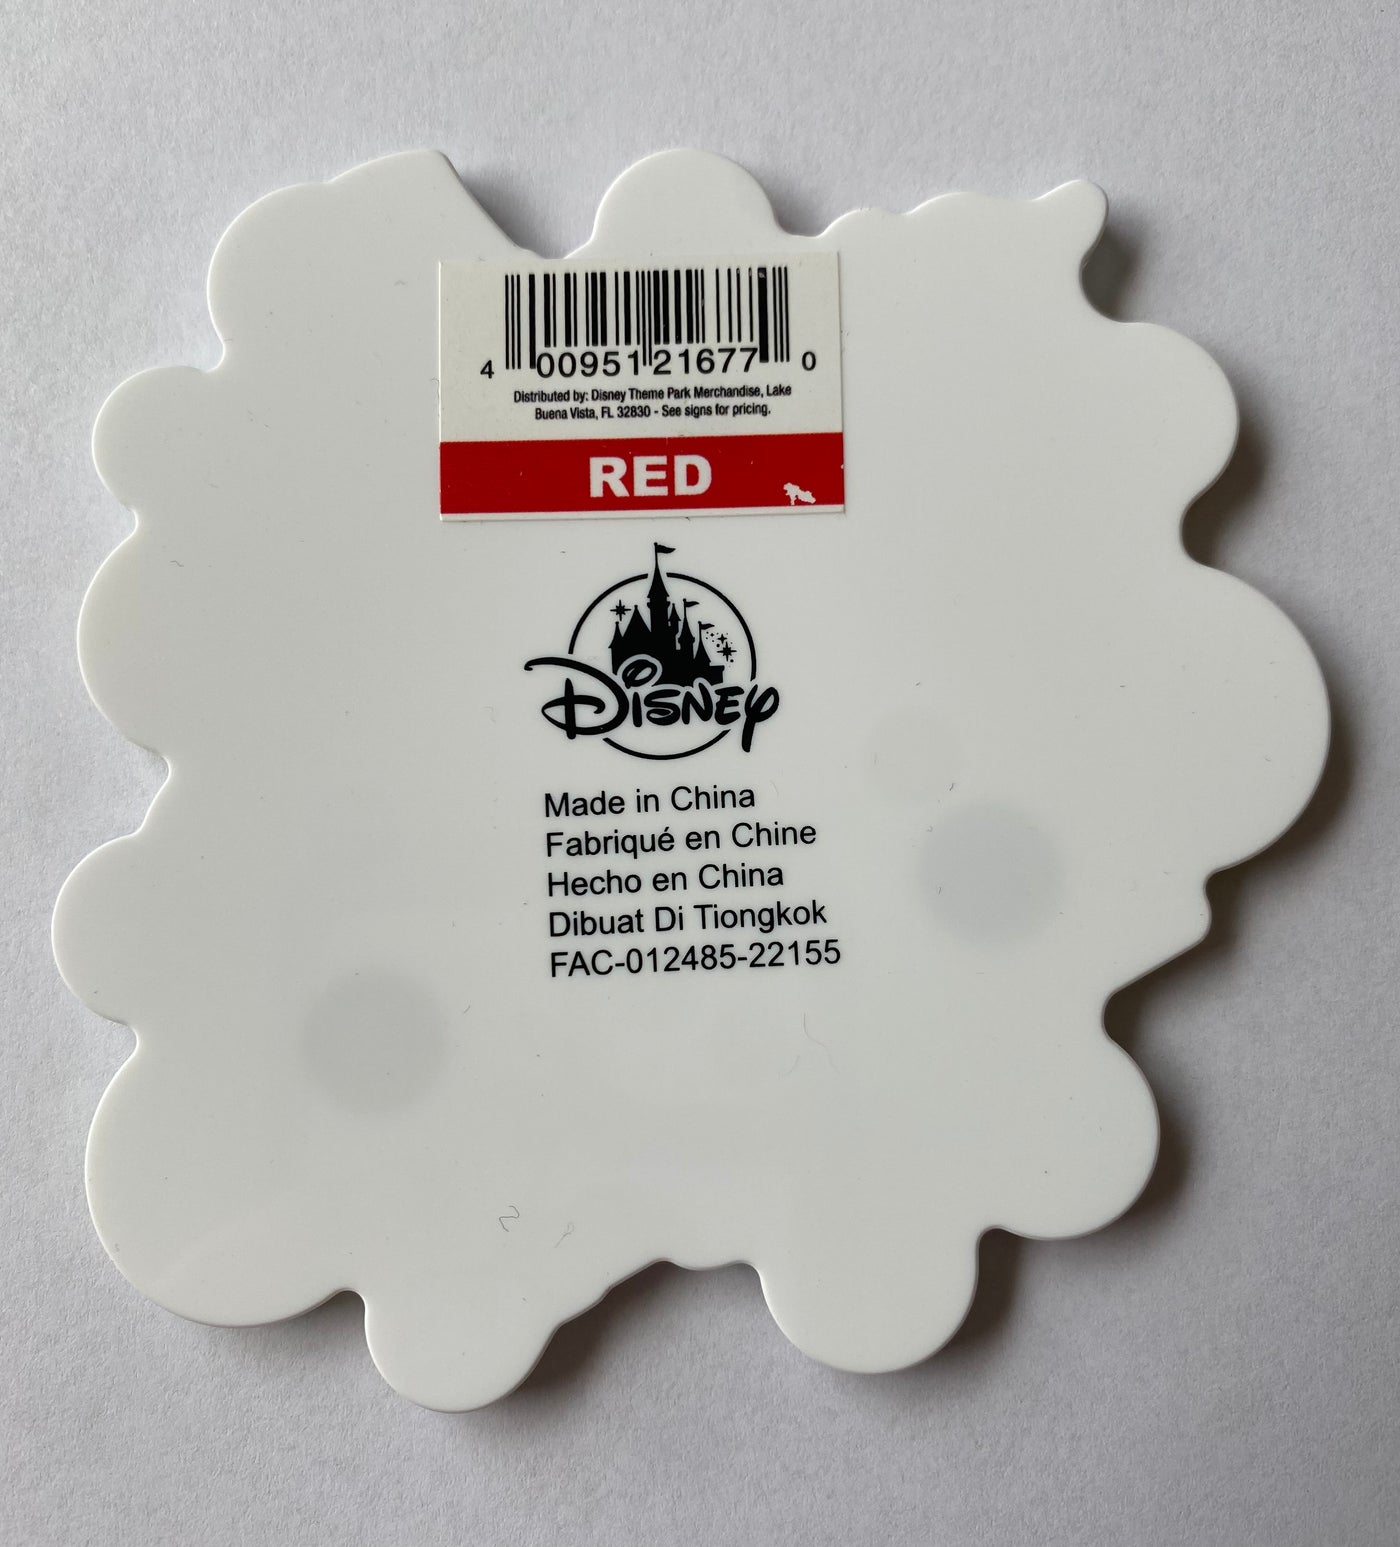 4 00951 21677 0
Distributed by: Disney Theme Park Merchandise, Lake
Buena Vista, FL 32830 - See signs for pricing.
RED
Disney
Made in China
Fabriqué en Chine
Hecho en China
Dibuat Di Tiongkok
FAC-012485-22155